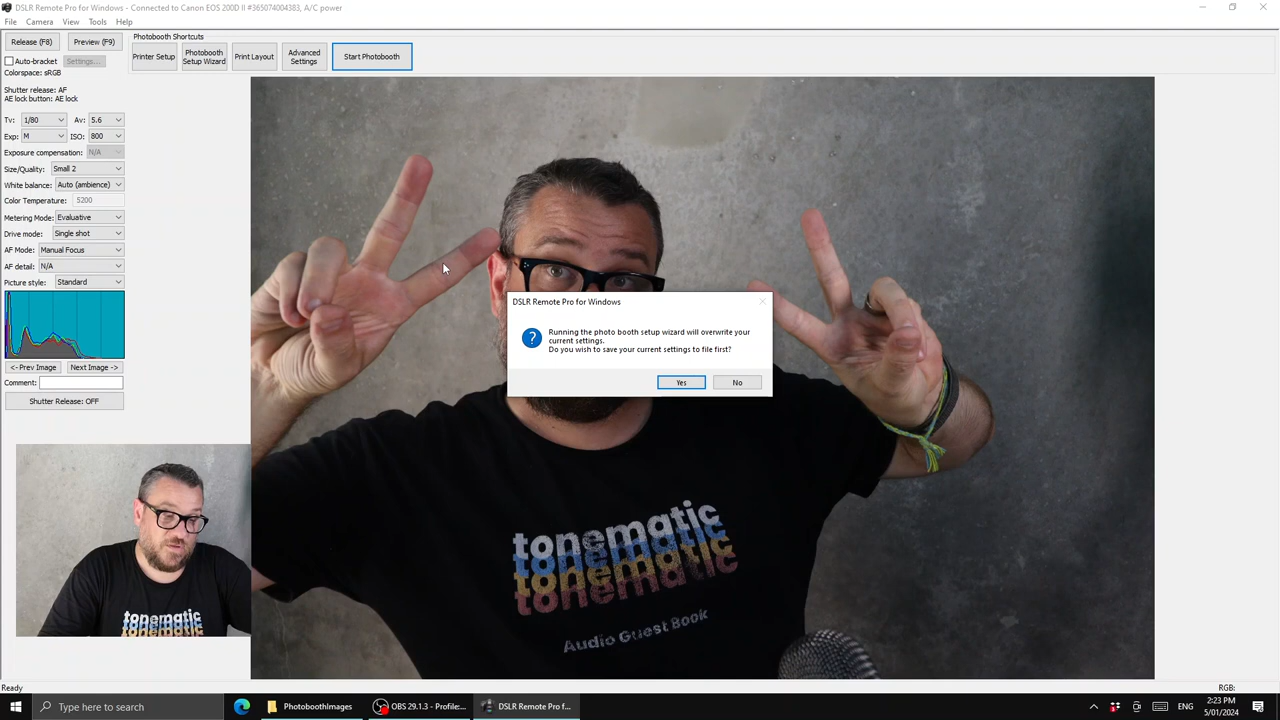 DSLR Remote Pro for Windows - Connected to Canon EOS 200D II #365074004383, A/C power
File Camera View Tools Help
Release (F8) Preview (F9)
Auto-bracket Settings...
Colorspace: sRGB
Shutter release: AF
AE lock button: AE lock
Tv: 1/80 Av: 5.6
Exp: M ISO: 800
Exposure compensation: N/A
Size/Quality: Small 2
White balance: Auto (ambience)
Color Temperature: 5200
Metering Mode: Evaluative
Drive mode: Single shot
AF Mode: Manual Focus
AF detail: N/A
Picture style: Standard
<- Prev Image Next Image ->
Comment:
Shutter Release: OFF
Photobooth Shortcuts
Printer Setup
Photobooth
Setup Wizard
Print Layout
Advanced
Settings
Start Photobooth
DSLR Remote Pro for Windows
Running the photo booth setup wizard will overwrite your
current settings.
Do you wish to save your current settings to file first?
Yes No
tonematic
tonematic
tonematic
Audio Guest Book
tonematic
tonematic
tonematic
Ready RGB:
Type here to search
PhotoboothImages
OBS 29.1.3 - Profile:...
DSLR Remote Pro f...
ENG
2:23 PM
5/01/2024